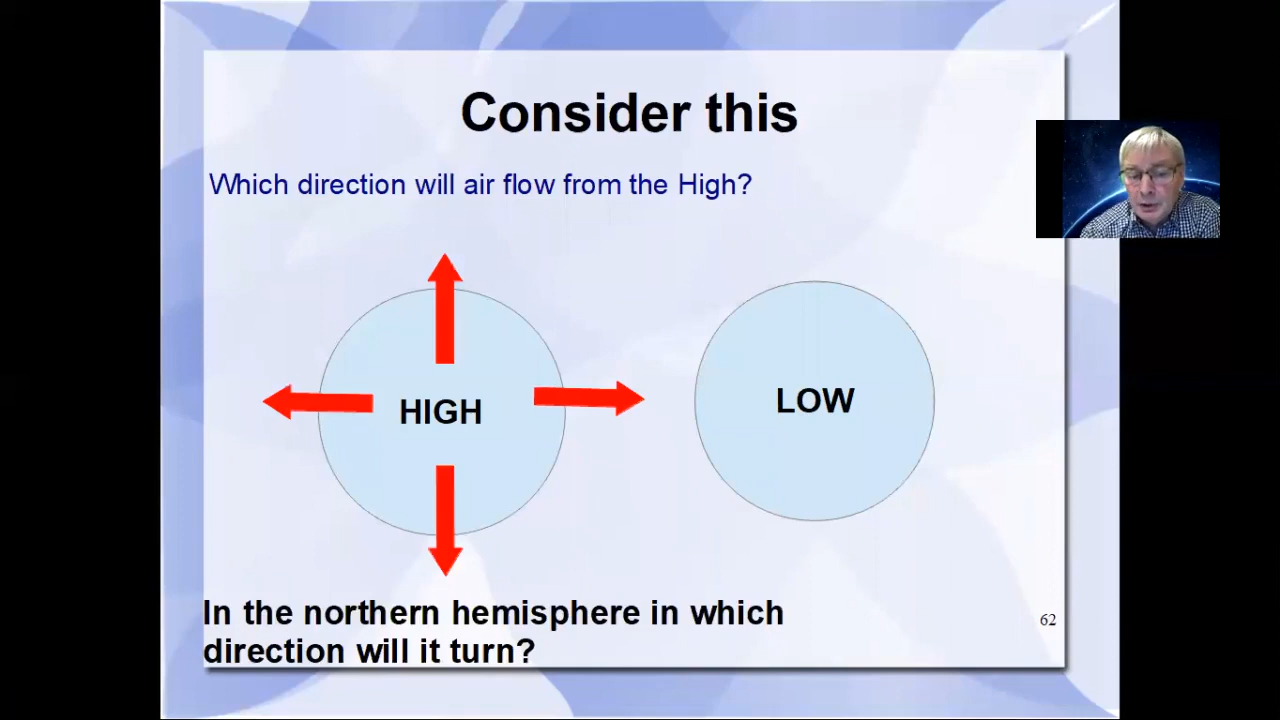 Consider this
Which direction will air flow from the High?
HIGH
LOW
In the northern hemisphere in which
direction will it turn?
62